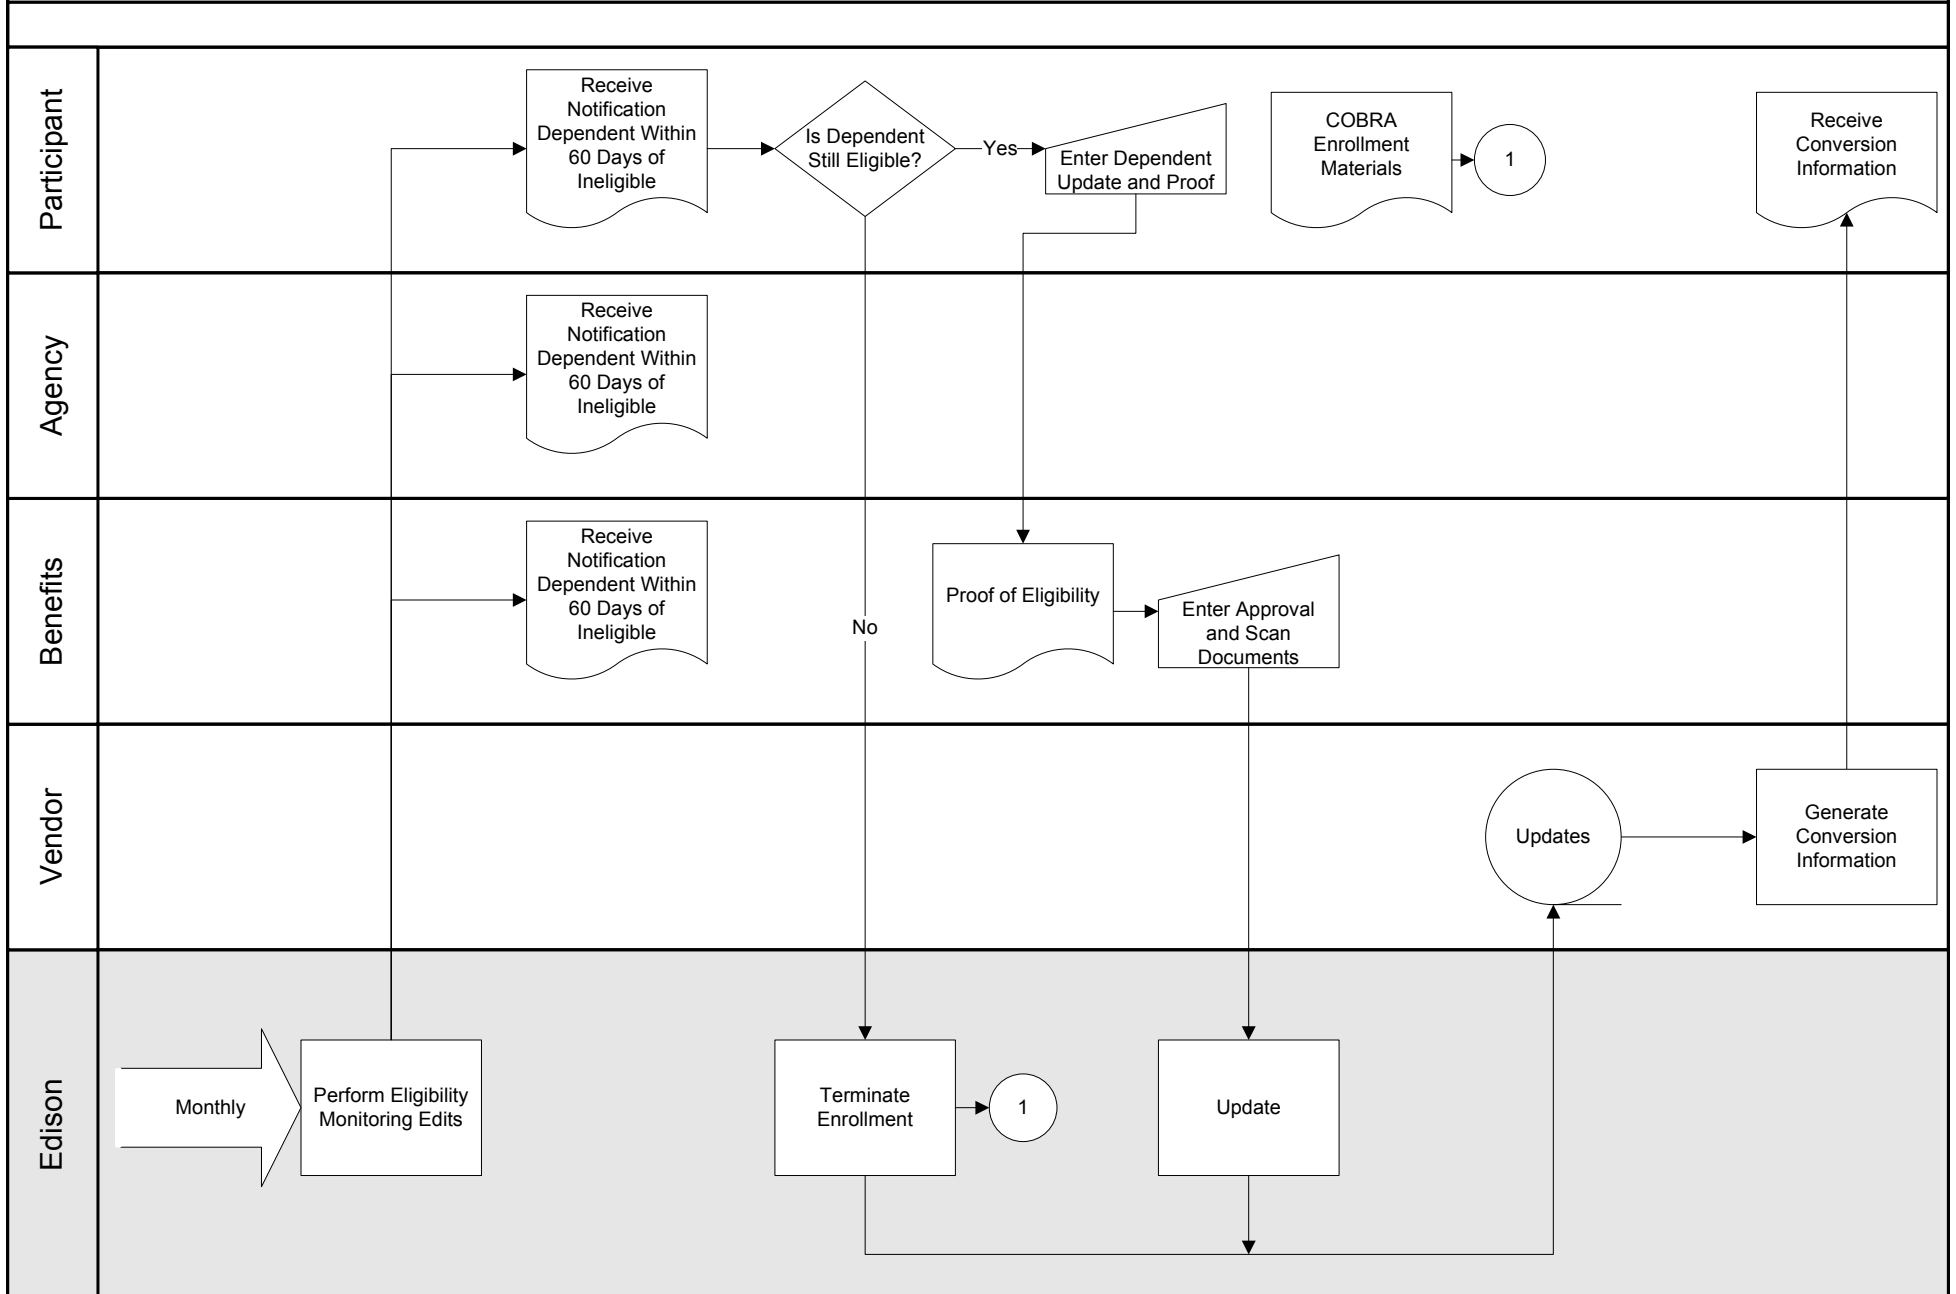 Participant
Receive
Notification
Dependent Within
60 Days of
Ineligible
Is Dependent
Still Eligible?
Yes
Enter Dependent
Update and Proof
COBRA
Enrollment
Materials
1
Receive
Conversion
Information
Agency
Receive
Notification
Dependent Within
60 Days of
Ineligible
Benefits
Receive
Notification
Dependent Within
60 Days of
Ineligible
No
Proof of Eligibility
Enter Approval
and Scan
Documents
Vendor
Updates
Generate
Conversion
Information
Edison
Monthly
Perform Eligibility
Monitoring Edits
Terminate
Enrollment
1
Update